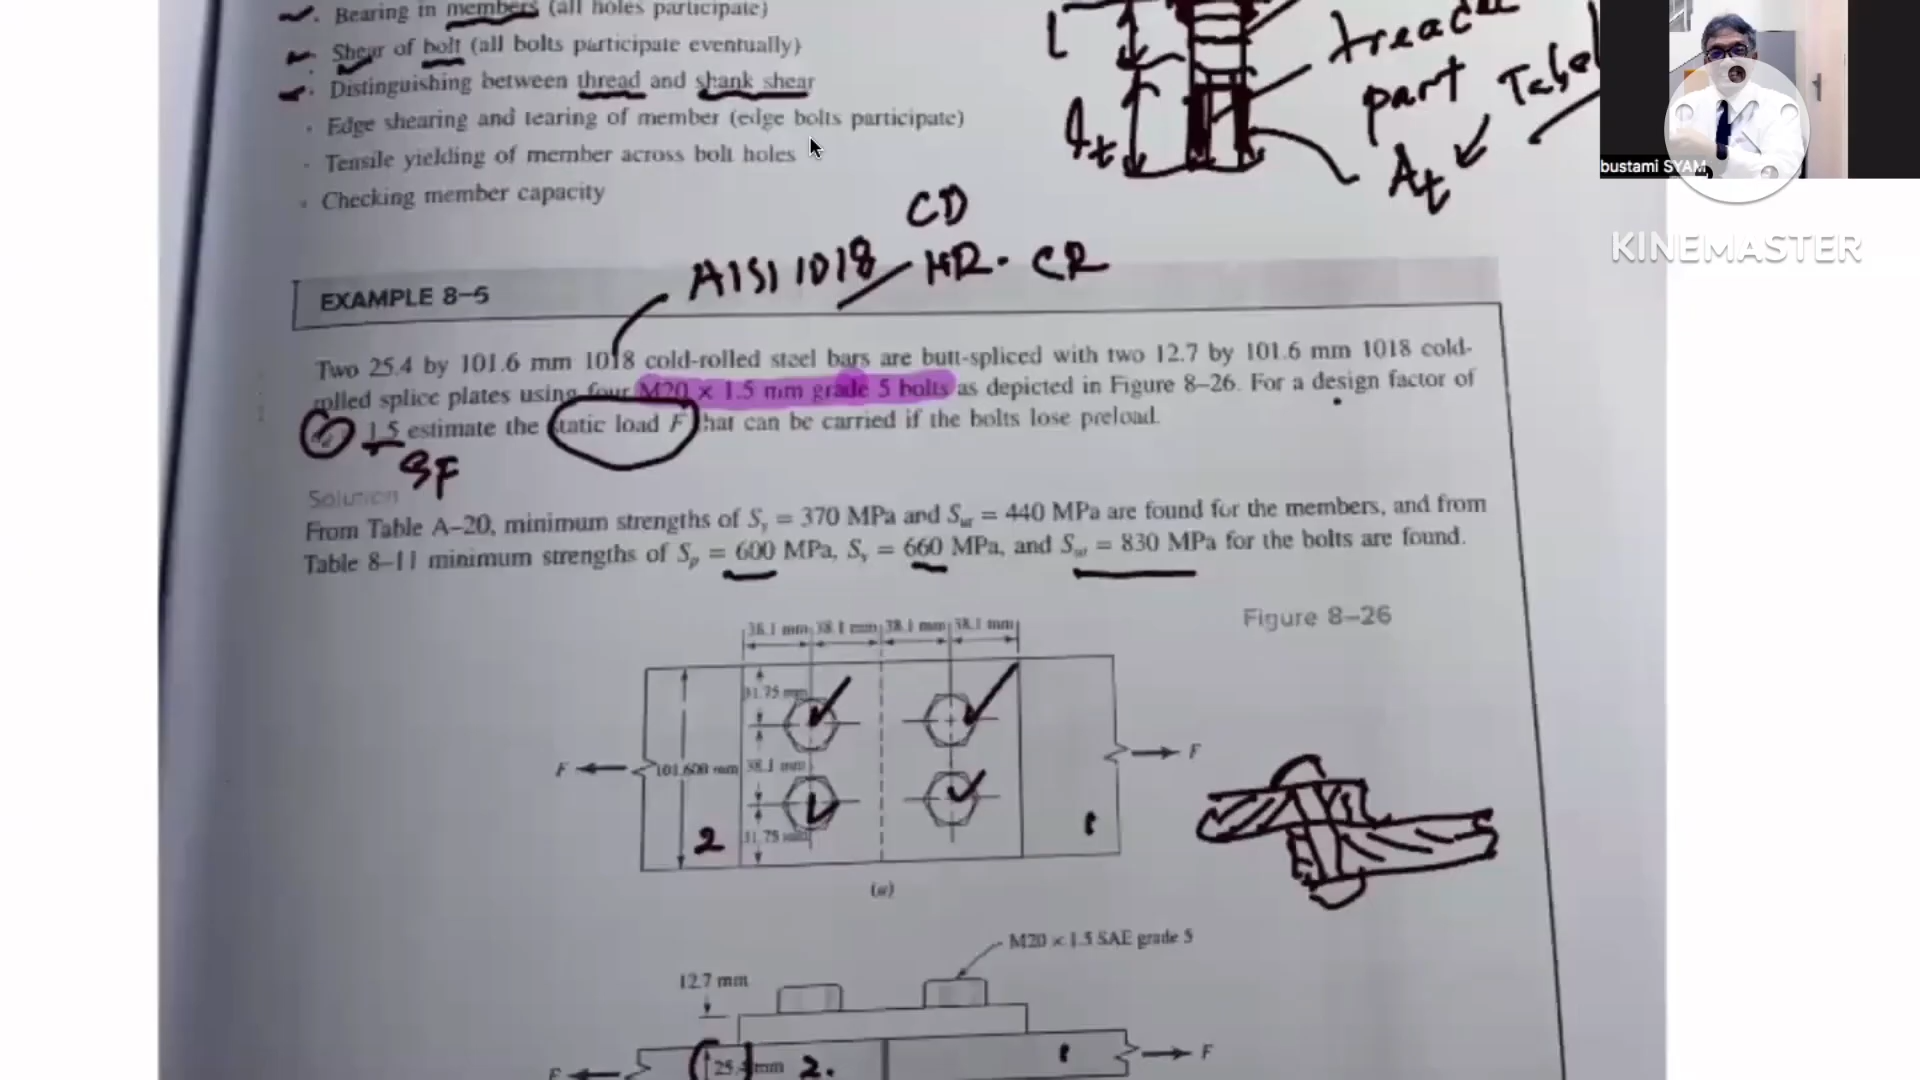 Bearing in members (all holes participate)
Shear of bolt (all bolts participate eventually)
Distinguishing between thread and shank shear
Edge shearing and tearing of member (edge bolts participate)
Tensile yielding of member across bolt holes
Checking member capacity
l
lt
part
Tabel
At
bustami SYAM
KINEMASTER
CD
AISI 1018 HR. CR
EXAMPLE 8–5
Two 25.4 by 101.6 mm 1018 cold-rolled steel bars are butt-spliced with two 12.7 by 101.6 mm 1018 cold-
rolled splice plates using four M20 × 1.5 mm grade 5 bolts as depicted in Figure 8–26. For a design factor of
1.5 estimate the static load F that can be carried if the bolts lose preload.
SF
Solution
From Table A–20, minimum strengths of Sy = 370 MPa and Sut = 440 MPa are found for the members, and from
Table 8–11 minimum strengths of Sp = 600 MPa, Sy = 660 MPa, and Sut = 830 MPa for the bolts are found.
Figure 8–26
38.1 mm 38.1 mm 38.1 mm 38.1 mm
31.75 mm
F
F
101.600 mm
38.1 mm
31.75 mm
2
1
(a)
M20 × 1.5 SAE grade 5
12.7 mm
F
F
25.4 mm
2.
1